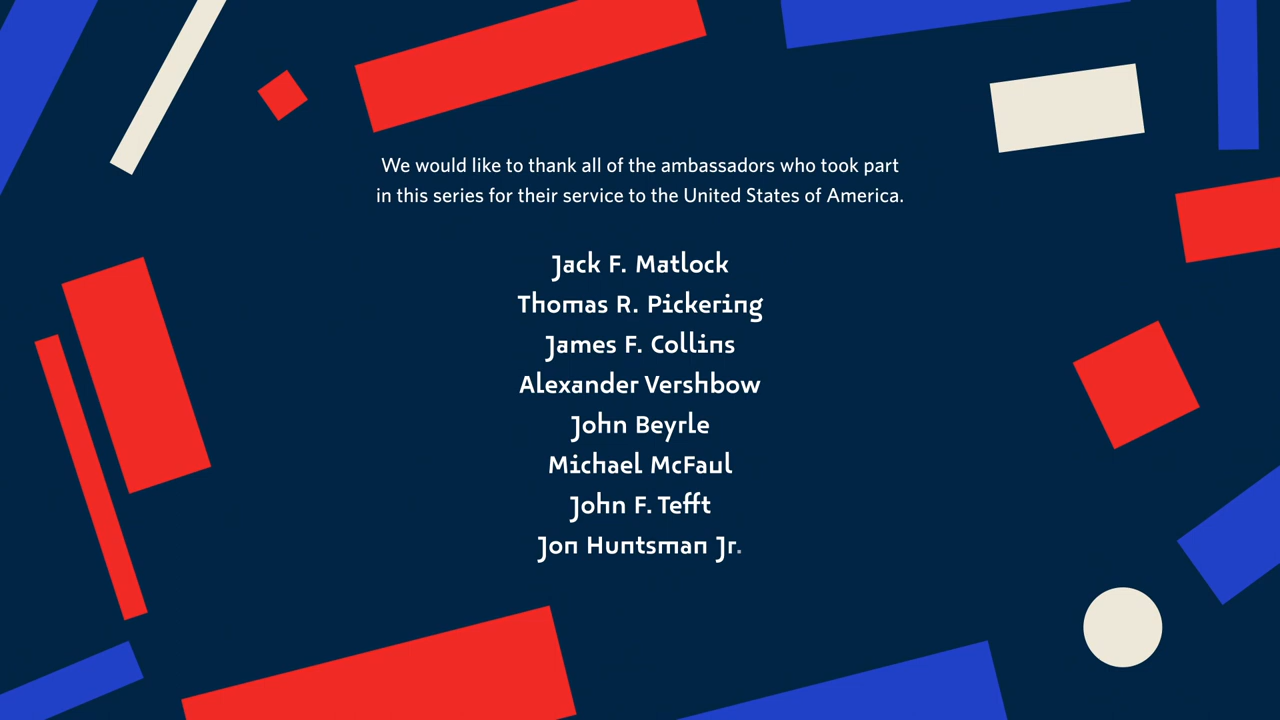 We would like to thank all of the ambassadors who took part
in this series for their service to the United States of America.
Jack F. Matlock
Thomas R. Pickering
James F. Collins
Alexander Vershbow
John Beyrle
Michael McFaul
John F. Tefft
Jon Huntsman Jr.